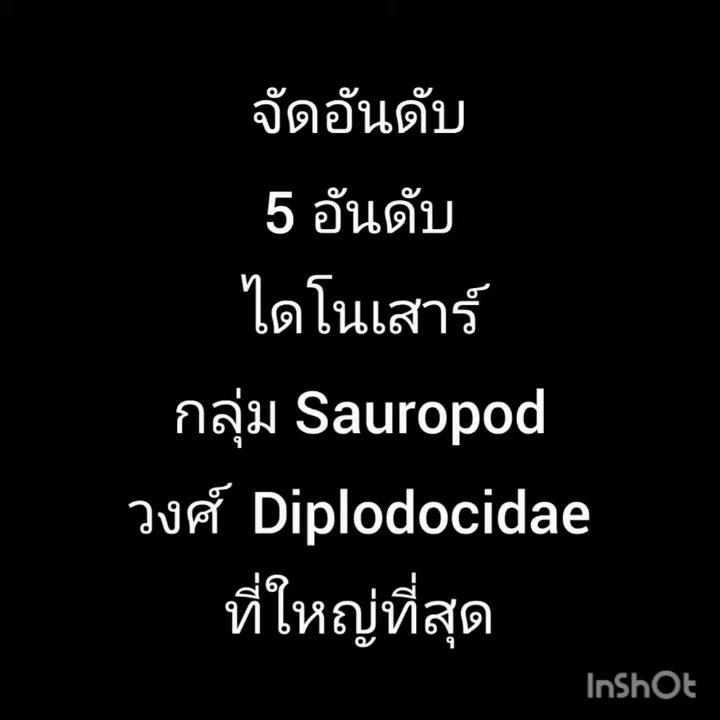 จัดอันดับ
5 อันดับ
ไดโนเสาร์
กลุ่ม Sauropod
วงศ์ Diplodocidae
ที่ใหญ่ที่สุด
InShOt